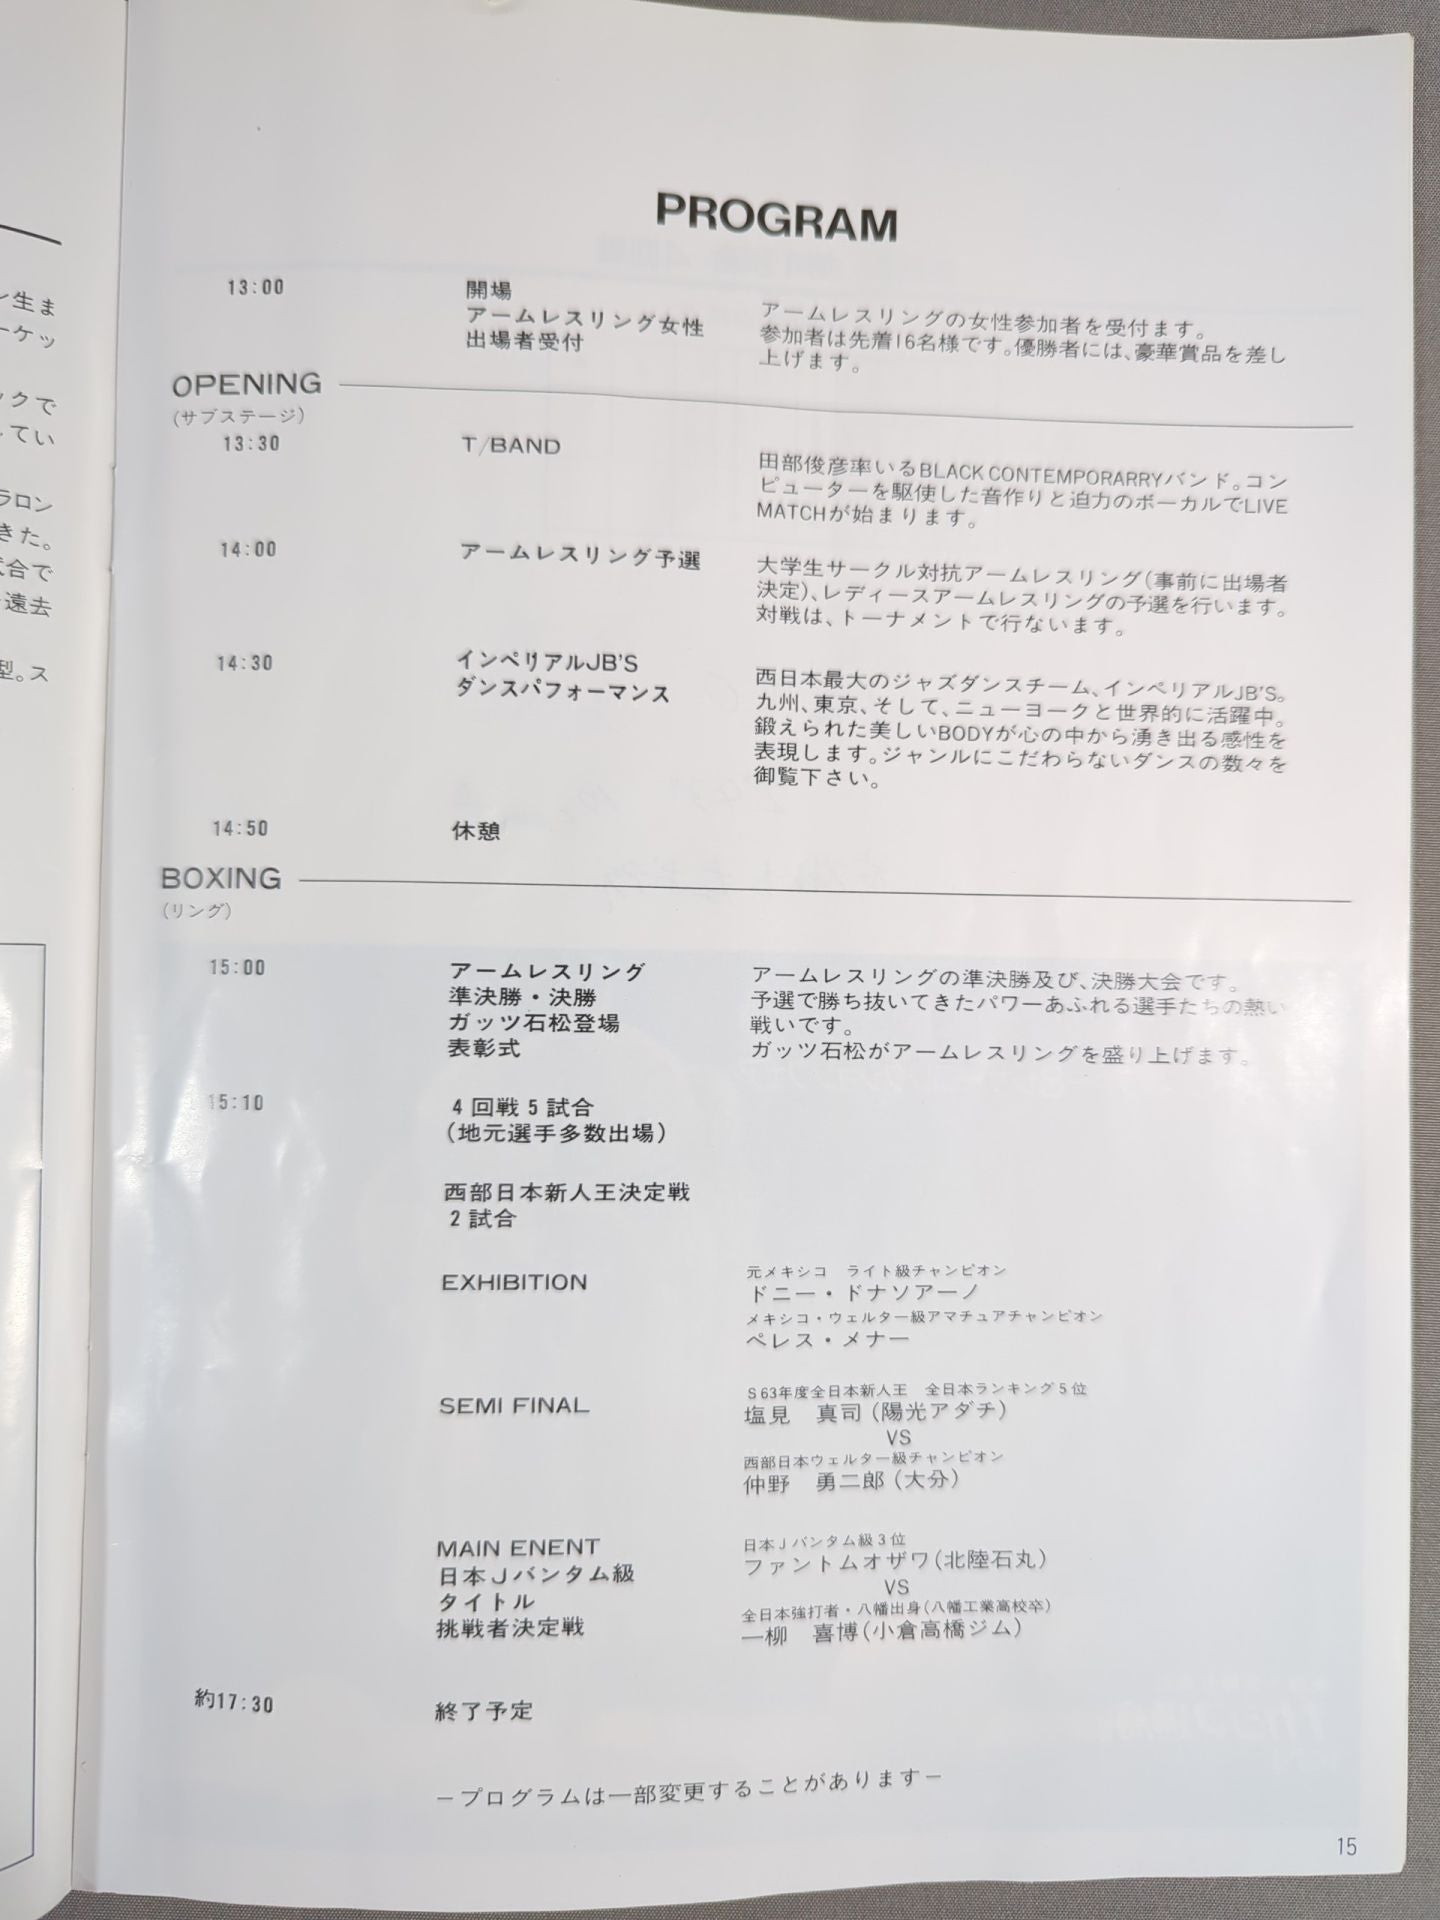 ン生ま
ーケッ
ックで
してい
ラロン
きた。
式合で
遠去
型。ス
PROGRAM
13:00
開場
アームレスリング女性
出場者受付
アームレスリングの女性参加者を受付ます。
参加者は先着16名様です。優勝者には、豪華賞品を差し
上げます。
OPENING
(サブステージ)
13:30
T/BAND
田部俊彦率いるBLACK CONTEMPORARRYバンド。コン
ピューターを駆使した音作りと迫力のボーカルでLIVE
MATCHが始まります。
14:00
アームレスリング予選
大学生サークル対抗アームレスリング(事前に出場者
決定)、レディースアームレスリングの予選を行います。
対戦は、トーナメントで行ないます。
14:30
インペリアルJB'S
ダンスパフォーマンス
西日本最大のジャズダンスチーム、インペリアルJB'S。
九州、東京、そして、ニューヨークと世界的に活躍中。
鍛えられた美しいBODYが心の中から湧き出る感性を
表現します。ジャンルにこだわらないダンスの数々を
御覧下さい。
14:50
休憩
BOXING
(リング)
15:00
アームレスリング
準決勝・決勝
ガッツ石松登場
表彰式
アームレスリングの準決勝及び、決勝大会です。
予選で勝ち抜いてきたパワーあふれる選手たちの熱い
戦いです。
ガッツ石松がアームレスリングを盛り上げます。
15:10
4回戦5試合
(地元選手多数出場)
西部日本新人王決定戦
2試合
EXHIBITION
元メキシコ ライト級チャンピオン
ドニー・ドナソアーノ
メキシコ・ウェルター級アマチュアチャンピオン
ペレス・メナー
SEMI FINAL
S63年度全日本新人王 全日本ランキング5位
塩見 真司(陽光アダチ)
VS
西部日本ウェルター級チャンピオン
仲野 勇二郎(大分)
MAIN ENENT
日本Jバンタム級
タイトル
挑戦者決定戦
日本Jバンタム級3位
ファントムオザワ(北陸石丸)
VS
全日本強打者・八幡出身(八幡工業高校卒)
一柳 喜博(小倉高橋ジム)
約17:30
終了予定
−プログラムは一部変更することがあります−
15